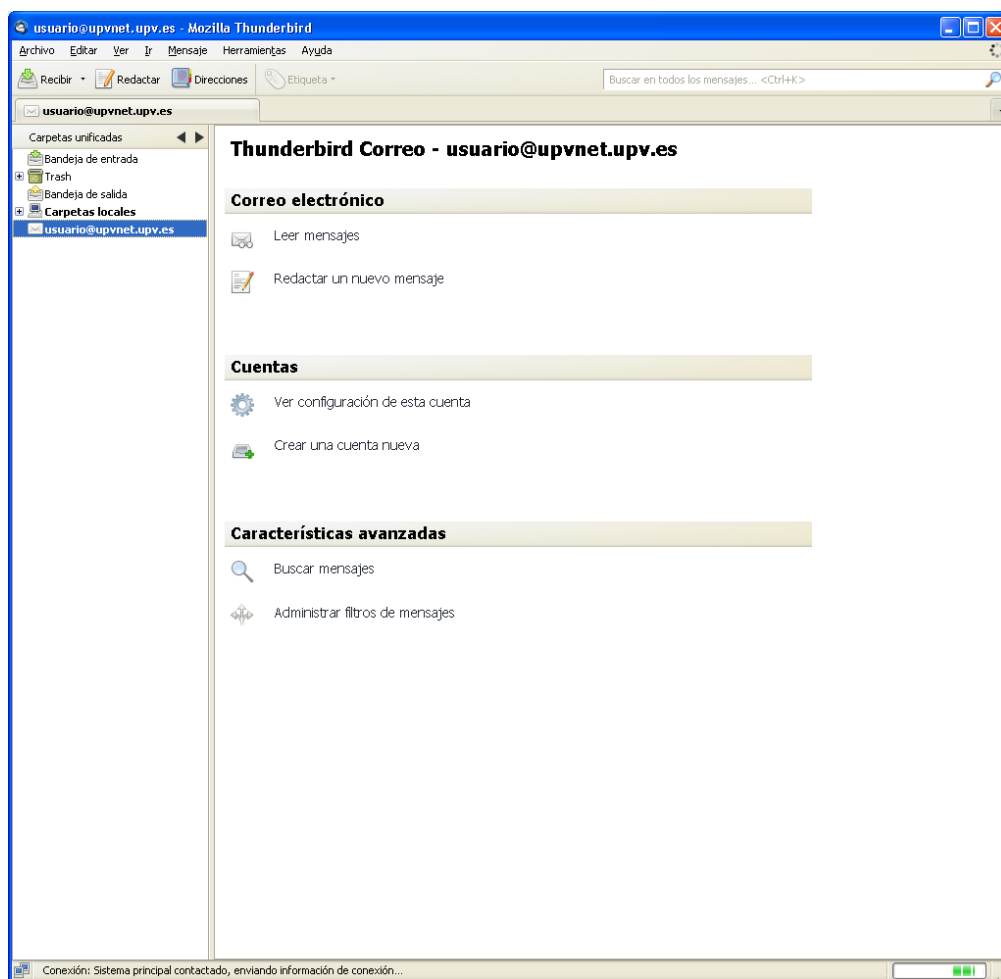 usuario@upvnet.upv.es - Mozilla Thunderbird
Archivo Editar Ver Ir Mensaje Herramientas Ayuda
Recibir Redactar Direcciones Etiqueta Buscar en todos los mensajes... <Ctrl+K>
usuario@upvnet.upv.es
Carpetas unificadas
Bandeja de entrada
Trash
Bandeja de salida
Carpetas locales
usuario@upvnet.upv.es
Thunderbird Correo - usuario@upvnet.upv.es
Correo electrónico
Leer mensajes
Redactar un nuevo mensaje
Cuentas
Ver configuración de esta cuenta
Crear una cuenta nueva
Características avanzadas
Buscar mensajes
Administrar filtros de mensajes
Conexión: Sistema principal contactado, enviando información de conexión...